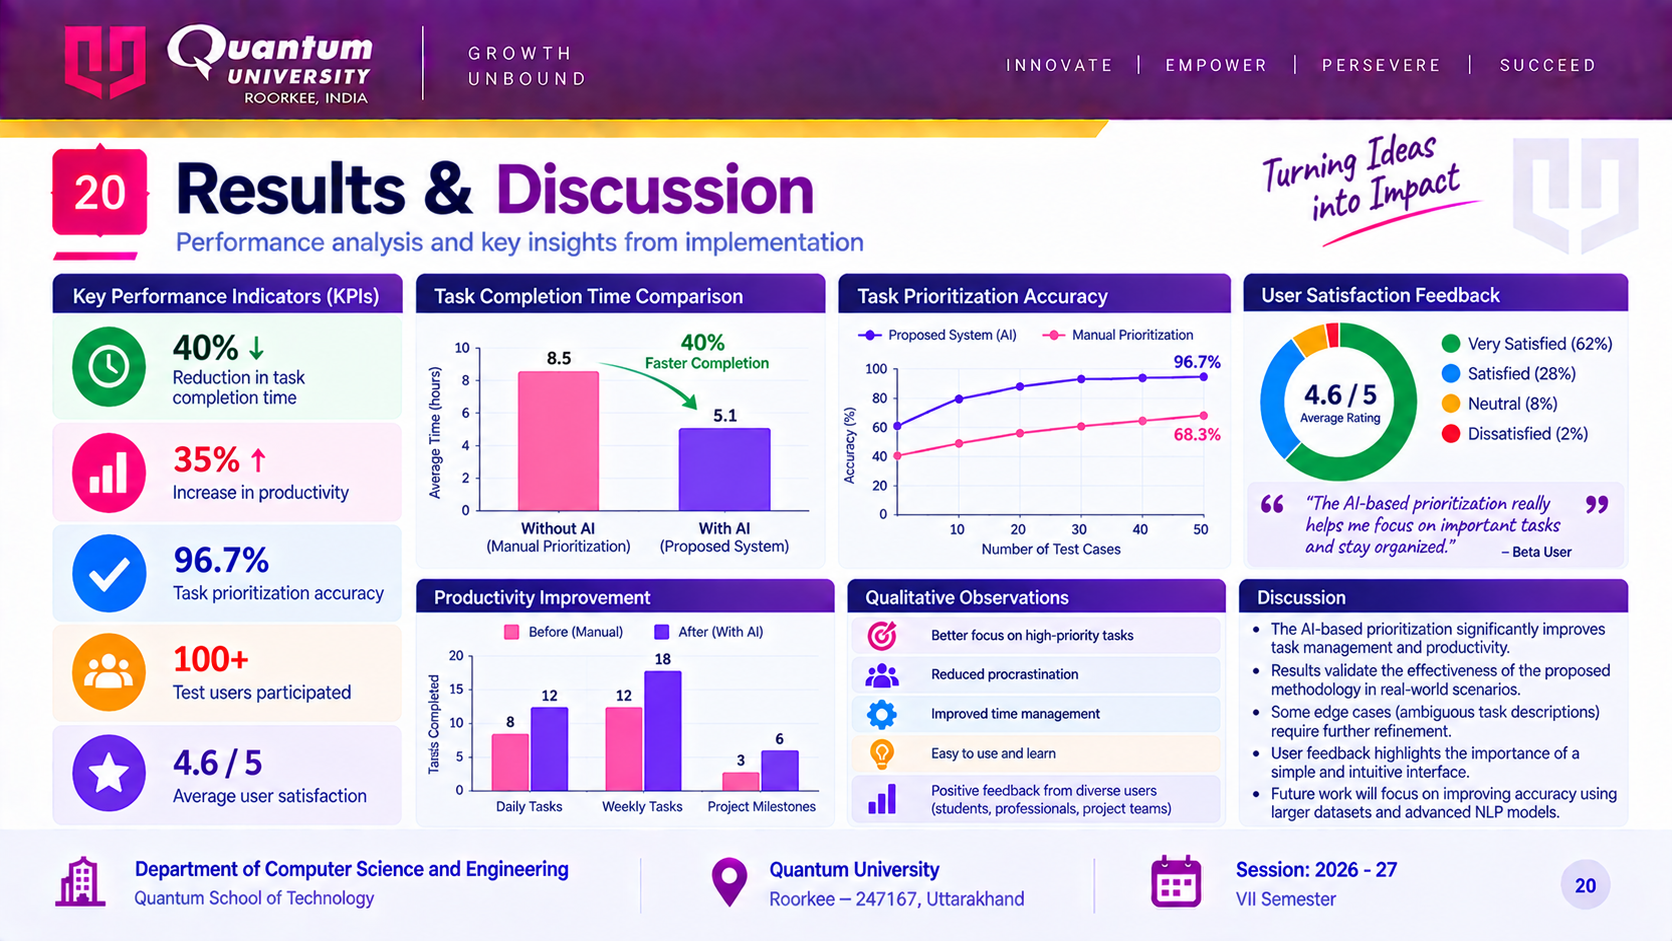 Quantum
UNIVERSITY
ROORKEE, INDIA
GROWTH
UNBOUND
INNOVATE | EMPOWER | PERSEVERE | SUCCEED
20
Results & Discussion
Performance analysis and key insights from implementation
Turning Ideas
into Impact
Key Performance Indicators (KPIs)
40% ↓
Reduction in task
completion time
35% ↑
Increase in productivity
96.7%
Task prioritization accuracy
100+
Test users participated
4.6 / 5
Average user satisfaction
Task Completion Time Comparison
40%
Faster Completion
Average Time (hours)
10
8
6
4
2
0
8.5
5.1
Without AI
(Manual Prioritization)
With AI
(Proposed System)
Task Prioritization Accuracy
Proposed System (AI)
Manual Prioritization
Accuracy (%)
100
80
60
40
20
0
96.7%
68.3%
10 20 30 40 50
Number of Test Cases
User Satisfaction Feedback
4.6 / 5
Average Rating
Very Satisfied (62%)
Satisfied (28%)
Neutral (8%)
Dissatisfied (2%)
“The AI-based prioritization really
helps me focus on important tasks
and stay organized.”
– Beta User
Productivity Improvement
Before (Manual)
After (With AI)
Completed
20
15
10
5
0
8
12
12
18
3
6
Daily Tasks
Weekly Tasks
Project Milestones
Qualitative Observations
Better focus on high-priority tasks
Reduced procrastination
Improved time management
Easy to use and learn
Positive feedback from diverse users
(students, professionals, project teams)
Discussion
• The AI-based prioritization significantly improves
task management and productivity.
• Results validate the effectiveness of the proposed
methodology in real-world scenarios.
• Some edge cases (ambiguous task descriptions)
require further refinement.
• User feedback highlights the importance of a
simple and intuitive interface.
• Future work will focus on improving accuracy using
larger datasets and advanced NLP models.
Department of Computer Science and Engineering
Quantum School of Technology
Quantum University
Roorkee – 247167, Uttarakhand
Session: 2026 - 27
VII Semester
20